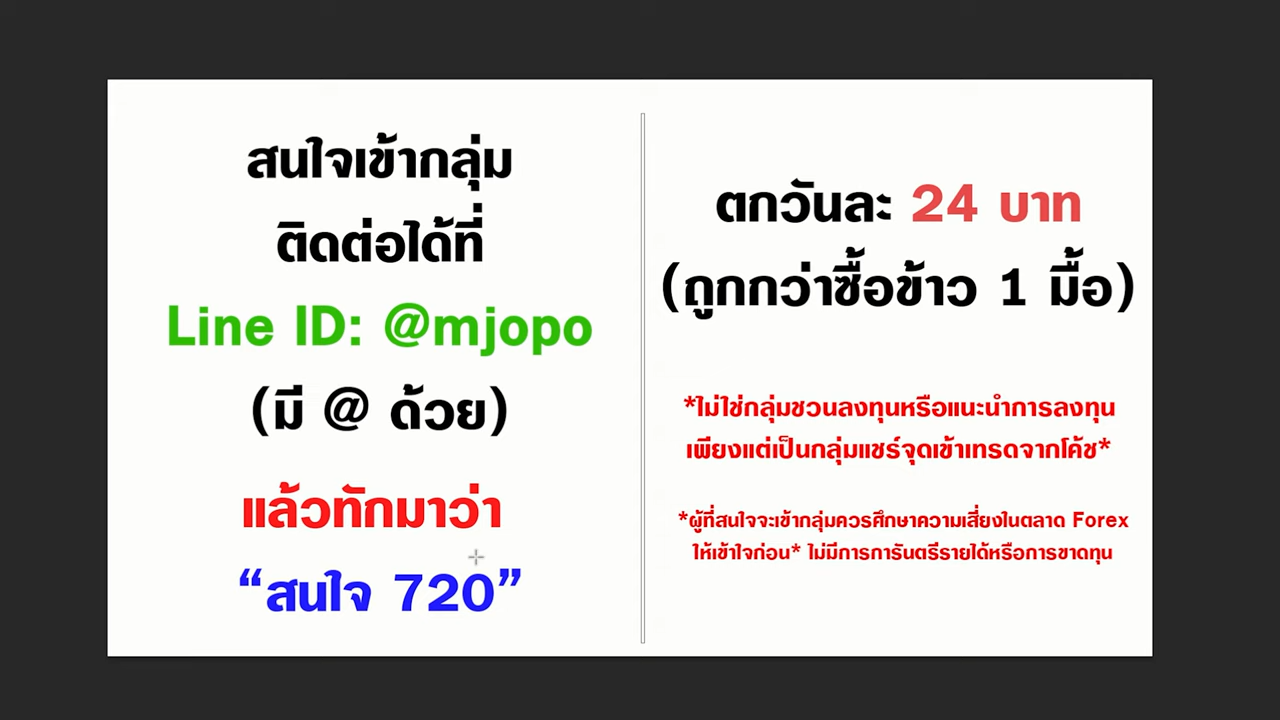 สนใจเข้ากลุ่ม
ติดต่อได้ที่
Line ID: @mjopo
(มี @ ด้วย)
แล้วทักมาว่า
“สนใจ 720”
ตกวันละ 24 บาท
(ถูกกว่าซื้อข้าว 1 มื้อ)
*ไม่ใช่กลุ่มชวนลงทุนหรือแนะนำการลงทุน
เพียงแต่เป็นกลุ่มแชร์จุดเข้าเทรดจากโค้ช*
*ผู้ที่สนใจจะเข้ากลุ่มควรศึกษาความเสี่ยงในตลาด Forex
ให้เข้าใจก่อน* ไม่มีการการันตรีรายได้หรือการขาดทุน